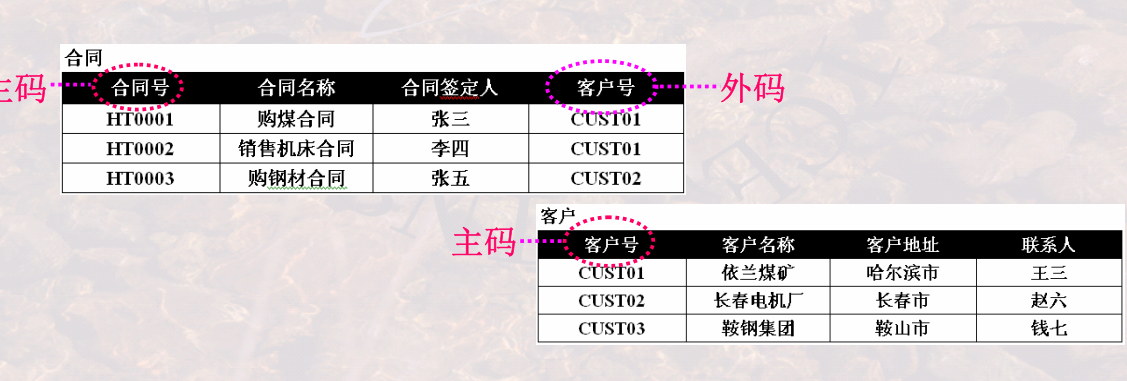 合同
主码 合同号 合同名称 合同签定人 客户号 外码
HT0001 购煤合同 张三 CUST01
HT0002 销售机床合同 李四 CUST01
HT0003 购钢材合同 张五 CUST02
客户
主码 客户号 客户名称 客户地址 联系人
CUST01 依兰煤矿 哈尔滨市 王三
CUST02 长春电机厂 长春市 赵六
CUST03 鞍钢集团 鞍山市 钱七